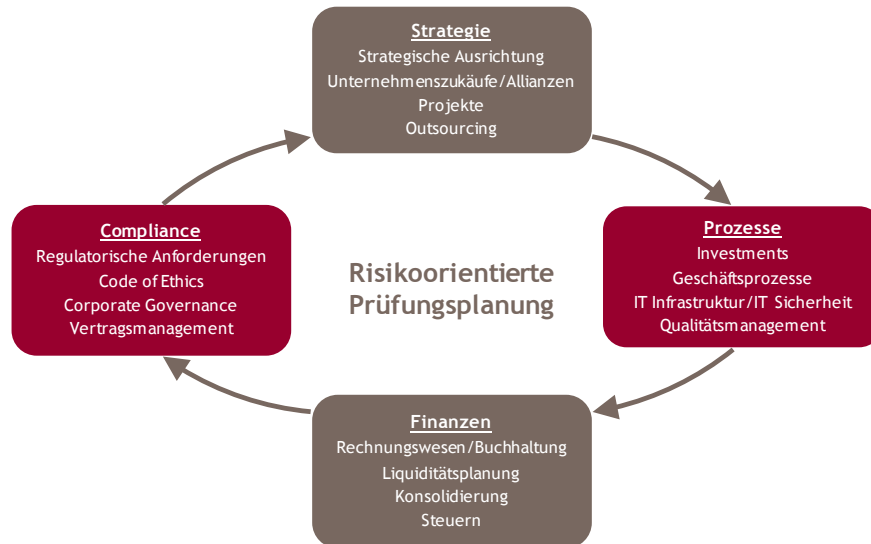 Strategie
Strategische Ausrichtung
Unternehmenszukäufe/Allianzen
Projekte
Outsourcing
Compliance
Regulatorische Anforderungen
Code of Ethics
Corporate Governance
Vertragsmanagement
Risikoorientierte
Prüfungsplanung
Prozesse
Investments
Geschäftsprozesse
IT Infrastruktur/IT Sicherheit
Qualitätsmanagement
Finanzen
Rechnungswesen/Buchhaltung
Liquiditätsplanung
Konsolidierung
Steuern